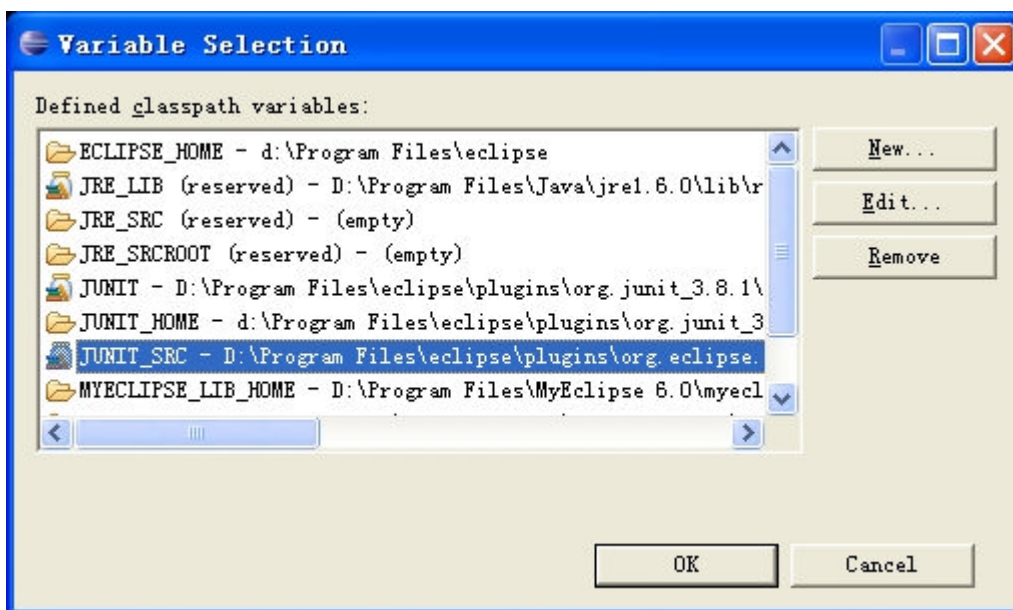 Variable Selection
Defined classpath variables:
ECLIPSE_HOME - d:\Program Files\eclipse
JRE_LIB (reserved) - D:\Program Files\Java\jre1.6.0\lib\r
JRE_SRC (reserved) - (empty)
JRE_SRCROOT (reserved) - (empty)
JUNIT - D:\Program Files\eclipse\plugins\org.junit_3.8.1\
JUNIT_HOME - d:\Program Files\eclipse\plugins\org.junit_3
JUNIT_SRC - D:\Program Files\eclipse\plugins\org.eclipse.
MYECLIPSE_LIB_HOME - D:\Program Files\MyEclipse 6.0\myecl
New...
Edit...
Remove
OK
Cancel